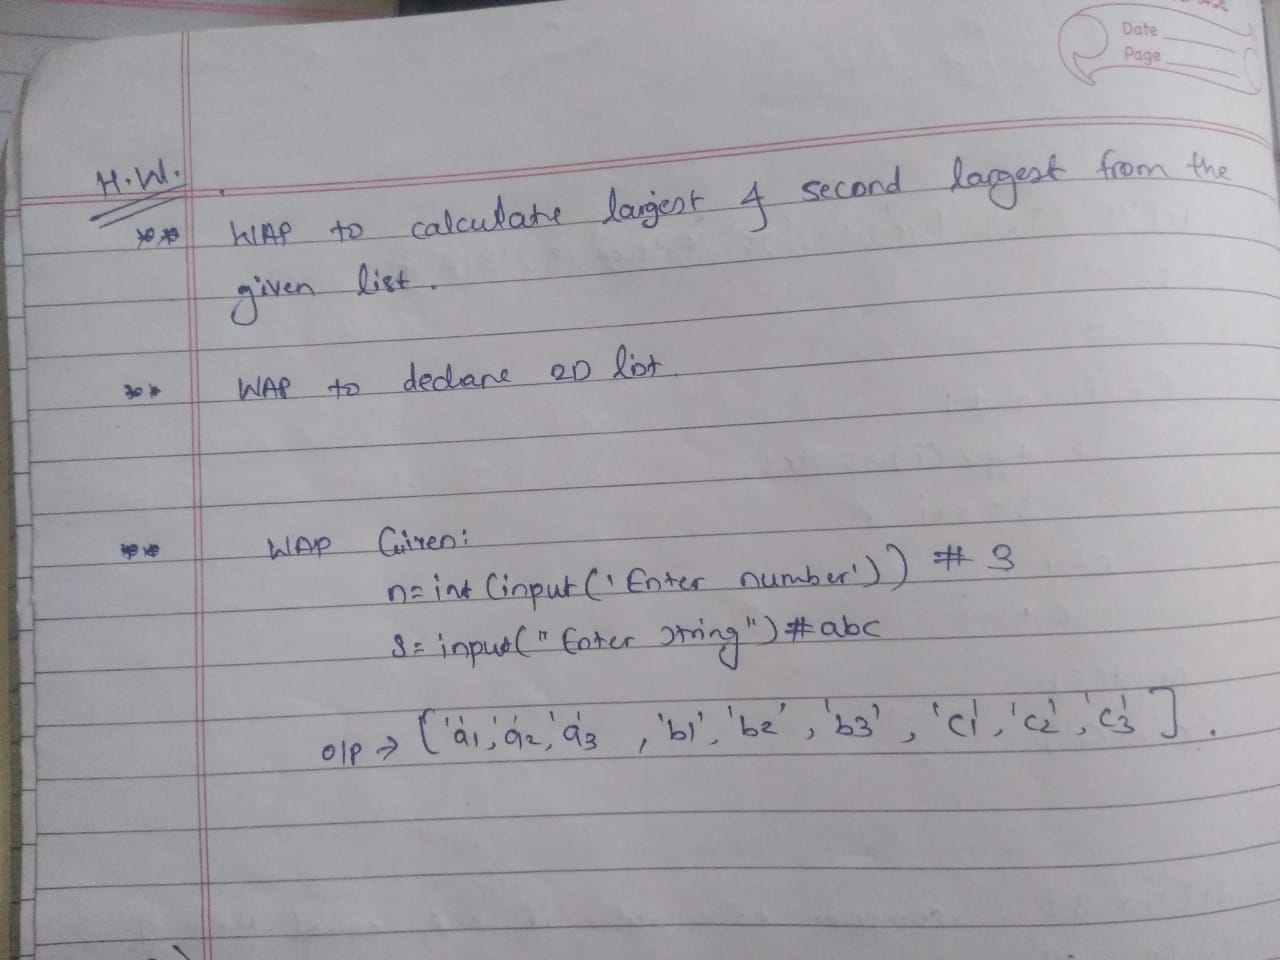 Date
Page
H.W.
** WAP to calculate largest & second largest from the
given list.
** WAP to declare 2D list.
** WAP Given:
n=int(input('Enter number')) # 3
s=input("Enter string") #abc
o/p → ['a1','a2','a3 ,'b1','b2','b3','c1','c2','c3'].